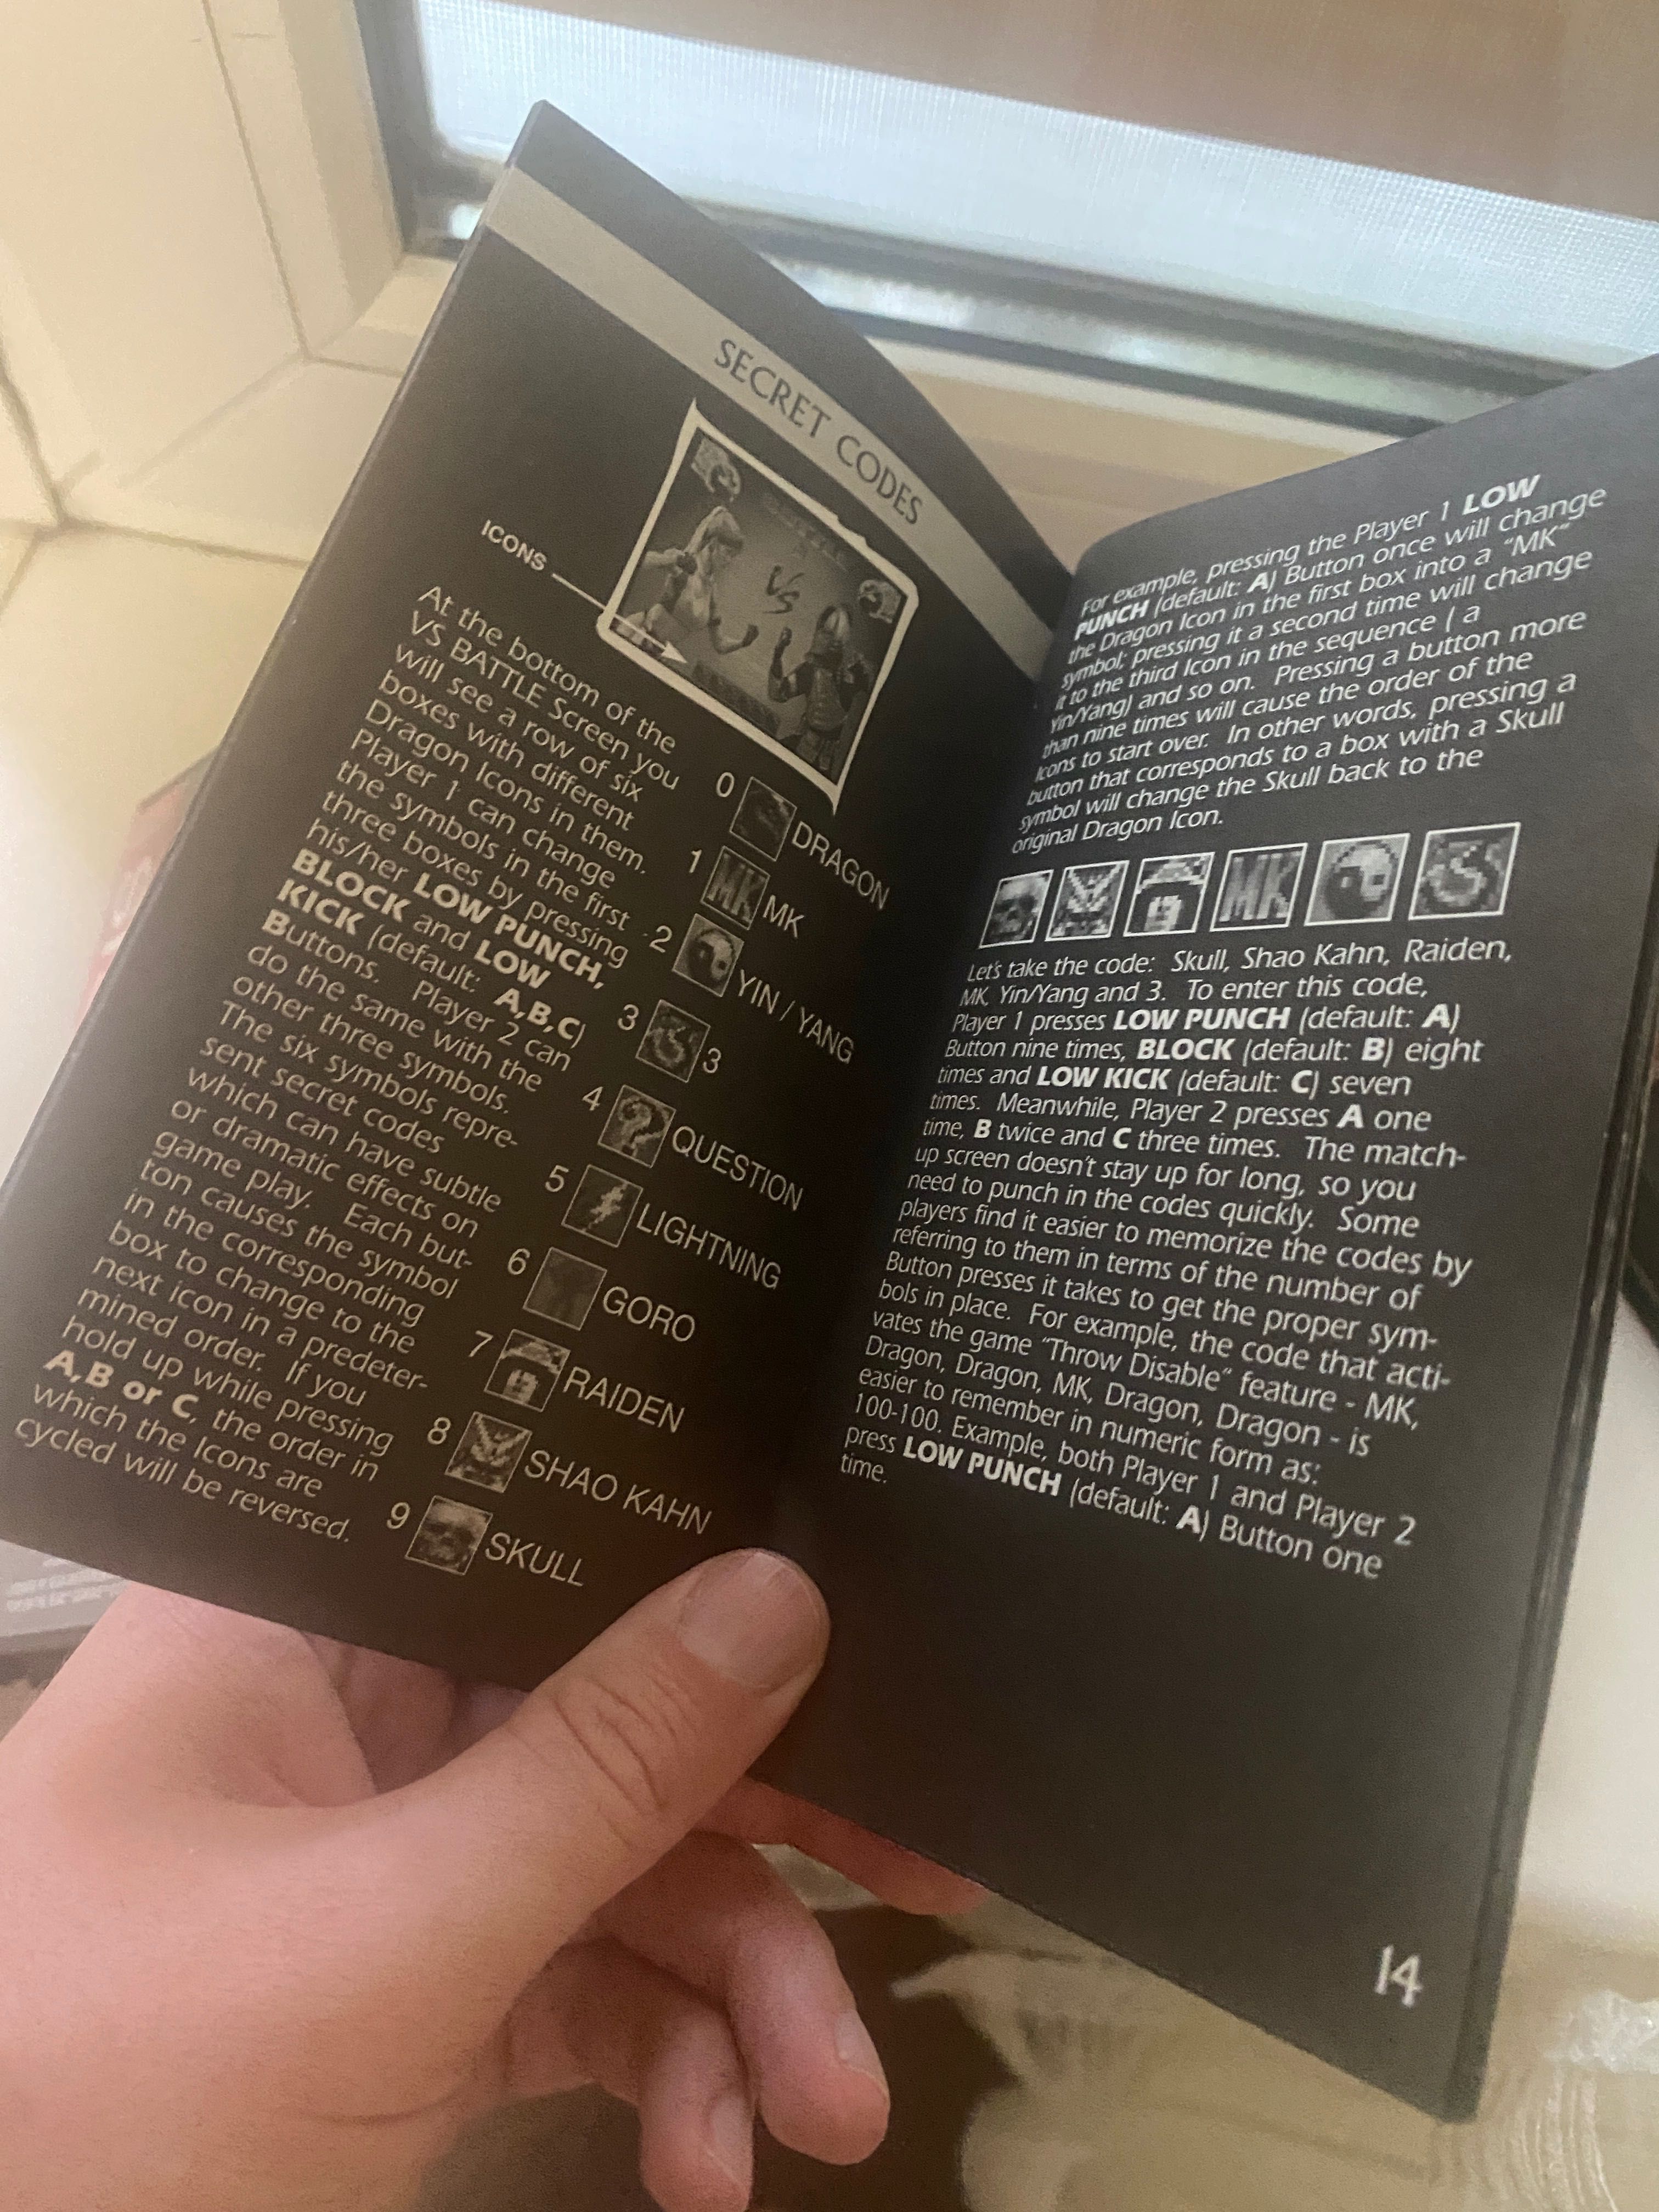 SECRET CODES
ICONS
VS
At the bottom of the
VS BATTLE Screen you
will see a row of six
boxes with different
Dragon Icons in them.
Player 1 can change
the symbols in the first
three boxes by pressing
his/her LOW PUNCH,
BLOCK and LOW
KICK (default: A,B,C)
Buttons. Player 2 can
do the same with the
other three symbols.
The six symbols repre-
sent secret codes
which can have subtle
or dramatic effects on
game play. Each but-
ton causes the symbol
in the corresponding
box to change to the
next icon in a predeter-
mined order. If you
hold up while pressing
A,B or C, the order in
which the Icons are
cycled will be reversed.
0 DRAGON
1 MK MK
2 YIN / YANG
3 3
4 ? QUESTION
5 LIGHTNING
6 GORO
7 RAIDEN
8 SHAO KAHN
9 SKULL
For example, pressing the Player 1 LOW
PUNCH (default: A) Button once will change
the Dragon Icon in the first box into a "MK"
symbol; pressing it a second time will change
it to the third Icon in the sequence ( a
Yin/Yang) and so on. Pressing a button more
than nine times will cause the order of the
Icons to start over. In other words, pressing a
button that corresponds to a box with a Skull
symbol will change the Skull back to the
original Dragon Icon.
MK
Let's take the code: Skull, Shao Kahn, Raiden,
MK, Yin/Yang and 3. To enter this code,
Player 1 presses LOW PUNCH (default: A)
Button nine times, BLOCK (default: B) eight
times and LOW KICK (default: C) seven
times. Meanwhile, Player 2 presses A one
time, B twice and C three times. The match-
up screen doesn't stay up for long, so you
need to punch in the codes quickly. Some
players find it easier to memorize the codes by
referring to them in terms of the number of
Button presses it takes to get the proper sym-
bols in place. For example, the code that acti-
vates the game "Throw Disable" feature - MK,
Dragon, Dragon, MK, Dragon, Dragon - is
easier to remember in numeric form as:
100-100. Example, both Player 1 and Player 2
press LOW PUNCH (default: A) Button one
time.
14